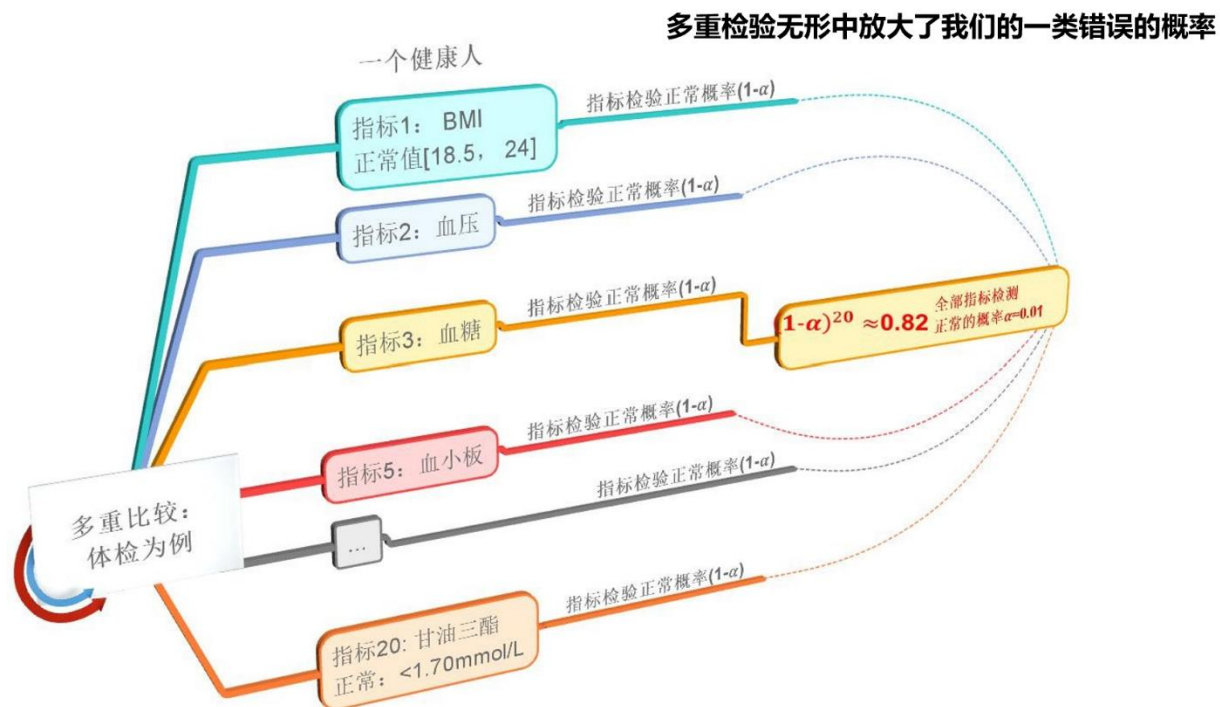 多重检验无形中放大了我们的一类错误的概率
一个健康人
指标1： BMI
正常值[18.5， 24]
指标检验正常概率(1-α)
指标2：血压
指标检验正常概率(1-α)
指标3：血糖
指标检验正常概率(1-α)
1-α)²⁰ ≈0.82
全部指标检测
正常的概率α=0.01
指标5：血小板
指标检验正常概率(1-α)
...
指标检验正常概率(1-α)
多重比较：
体检为例
指标20: 甘油三酯
正常：<1.70mmol/L
指标检验正常概率(1-α)